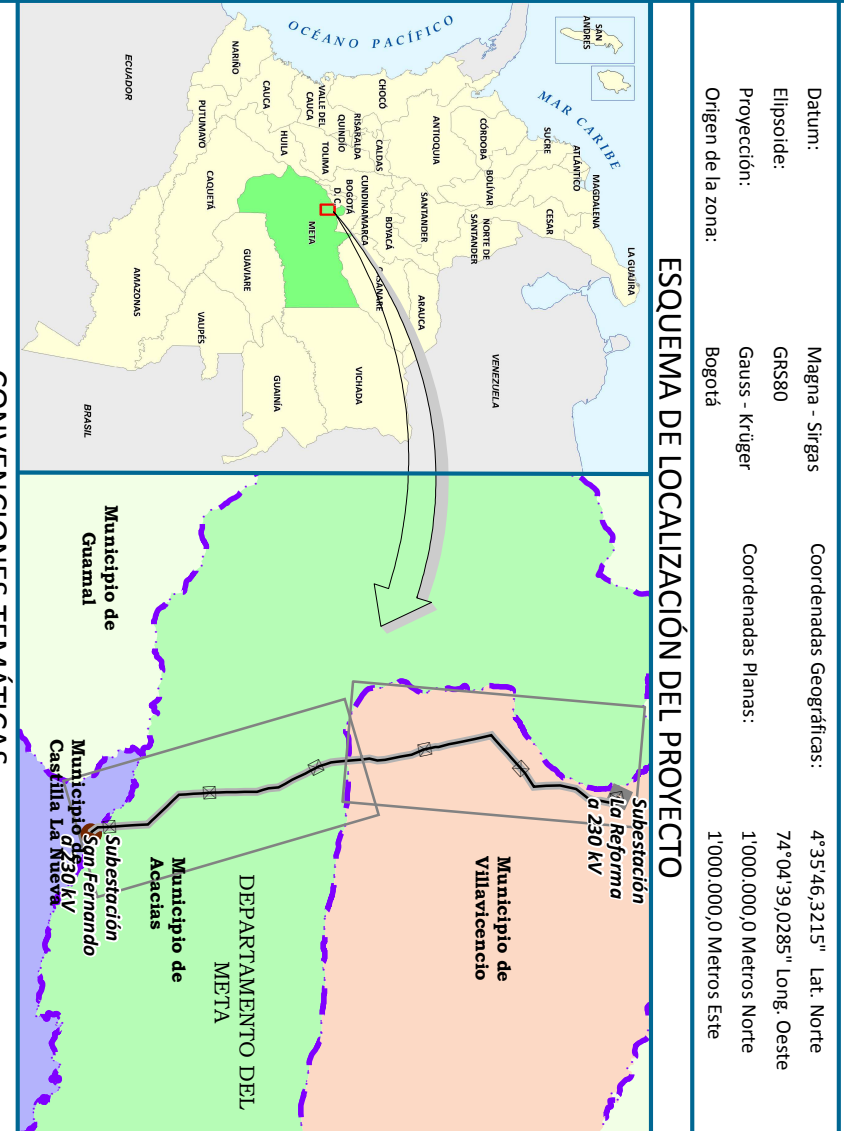 Datum:
Magna - Sirgas
Coordenadas Geográficas:
4°35'46,3215" Lat. Norte
Elipsoide:
GRS80
74°04'39,0285" Long. Oeste
Proyección:
Gauss - Krüger
Coordenadas Planas:
1'000.000,0 Metros Norte
Origen de la zona:
Bogotá
1'000.000,0 Metros Este
ESQUEMA DE LOCALIZACIÓN DEL PROYECTO
SAN
ANDRES
MAR CARIBE
OCÉANO PACÍFICO
LA GUAJIRA
MAGDALENA
ATLÁNTICO
SUCRE
CESAR
CÓRDOBA
BOLÍVAR
NORTE DE
SANTANDER
ANTIOQUIA
SANTANDER
ARAUCA
CHOCÓ
CALDAS
BOYACÁ
RISARALDA
CUNDINAMARCA
CASANARE
QUINDÍO
BOGOTÁ
D. C.
VALLE DEL
CAUCA
TOLIMA
META
VICHADA
CAUCA
HUILA
GUAVIARE
GUAINÍA
NARIÑO
PUTUMAYO
CAQUETÁ
VAUPÉS
AMAZONAS
VENEZUELA
ECUADOR
BRASIL
Subestación
La Reforma
a 230 kV
Municipio de
Villavicencio
DEPARTAMENTO DEL
META
Municipio de
Acacias
Municipio de
Guamal
Subestación
San Fernando
a 230 kV
Municipio de
Castilla La Nueva
CONVENCIONES TEMÁTICAS